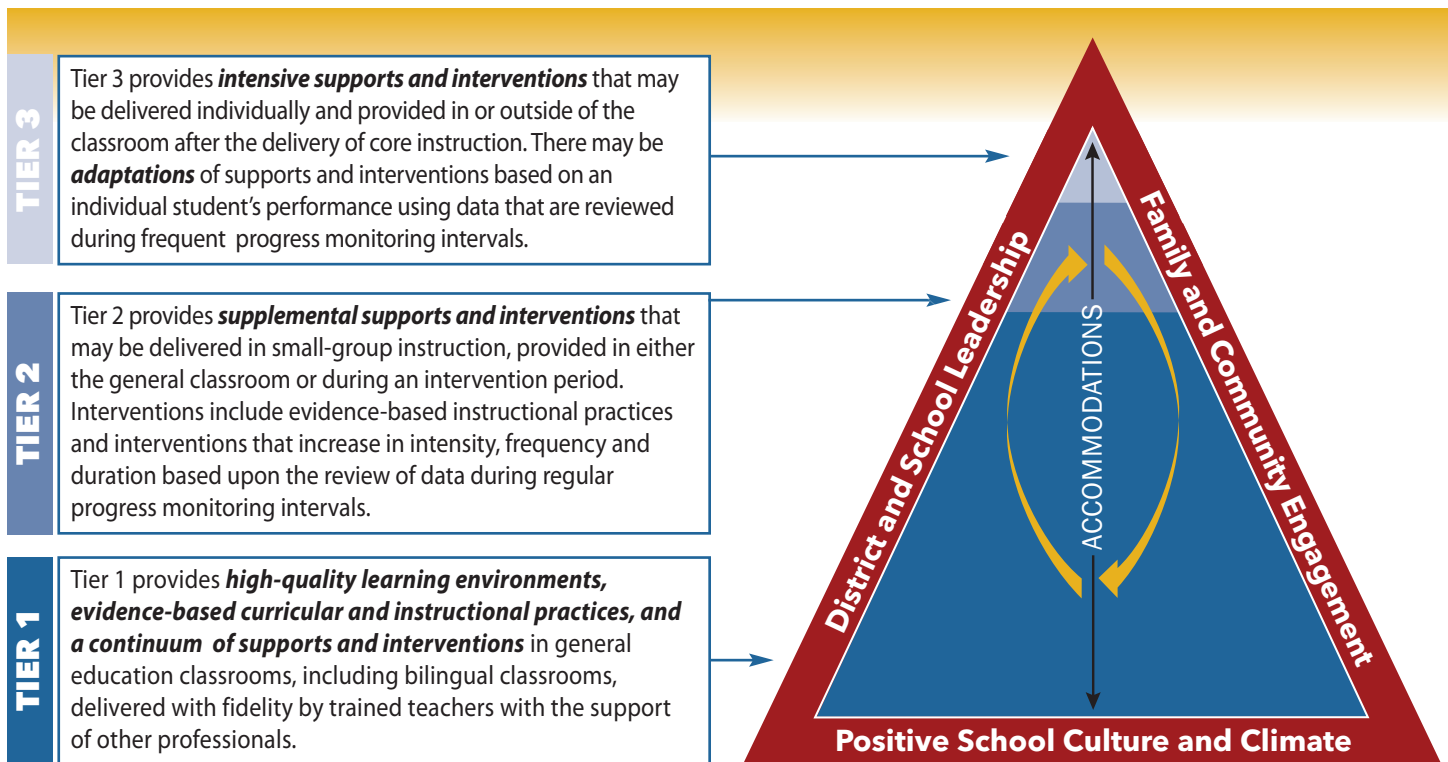 TIER 3
Tier 3 provides intensive supports and interventions that may
be delivered individually and provided in or outside of the
classroom after the delivery of core instruction. There may be
adaptations of supports and interventions based on an
individual student's performance using data that are reviewed
during frequent progress monitoring intervals.
TIER 2
Tier 2 provides supplemental supports and interventions that
may be delivered in small-group instruction, provided in either
the general classroom or during an intervention period.
Interventions include evidence-based instructional practices
and interventions that increase in intensity, frequency and
duration based upon the review of data during regular
progress monitoring intervals.
TIER 1
Tier 1 provides high-quality learning environments,
evidence-based curricular and instructional practices, and
a continuum of supports and interventions in general
education classrooms, including bilingual classrooms,
delivered with fidelity by trained teachers with the support
of other professionals.
District and School Leadership
ACCOMMODATIONS
Family and Community Engagement
Positive School Culture and Climate